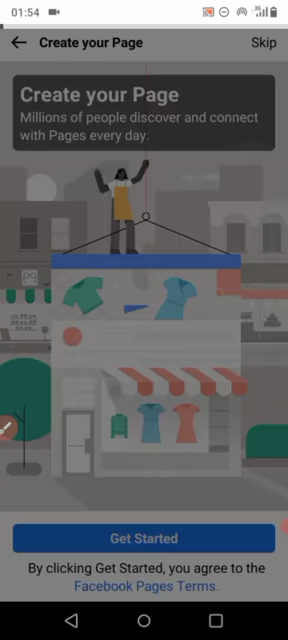 01:54
3G
Create your Page
Skip
Create your Page
Millions of people discover and connect
with Pages every day.
Get Started
By clicking Get Started, you agree to the
Facebook Pages Terms.